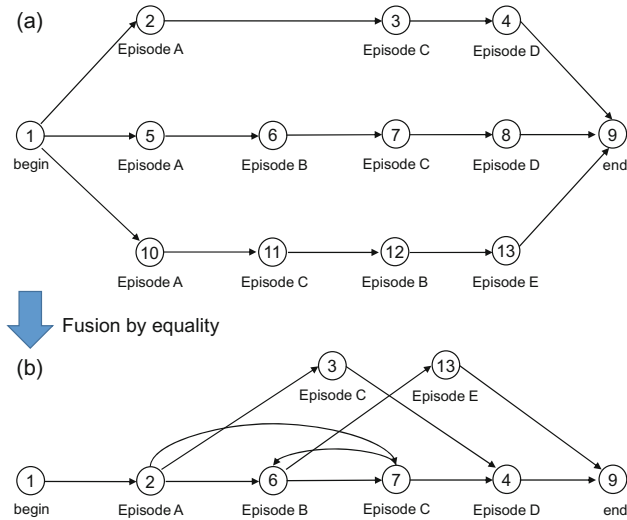 (a)
2 3 4
Episode A Episode C Episode D
1 5 6 7 8 9
begin Episode A Episode B Episode C Episode D end
10 11 12 13
Episode A Episode C Episode B Episode E
Fusion by equality
(b)
3 13
Episode C Episode E
1 2 6 7 4 9
begin Episode A Episode B Episode C Episode D end